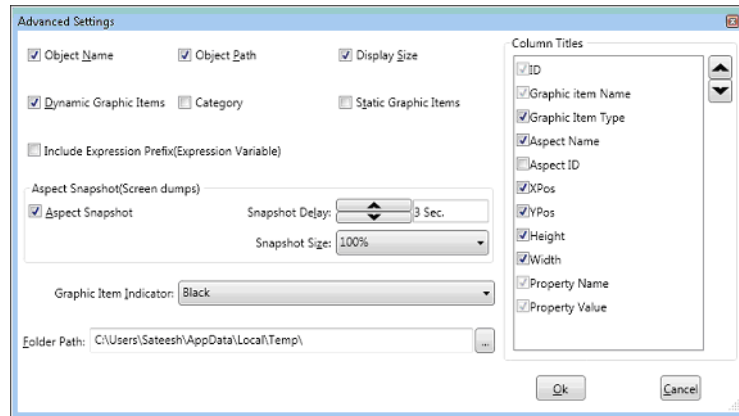 Advanced Settings
Object Name
Object Path
Display Size
Dynamic Graphic Items
Category
Static Graphic Items
Include Expression Prefix(Expression Variable)
Aspect Snapshot(Screen dumps)
Aspect Snapshot
Snapshot Delay:
3 Sec.
Snapshot Size:
100%
Graphic Item Indicator:
Black
Folder Path:
C:\Users\Sateesh\AppData\Local\Temp\
...
Column Titles
ID
Graphic item Name
Graphic Item Type
Aspect Name
Aspect ID
XPos
YPos
Height
Width
Property Name
Property Value
Ok
Cancel